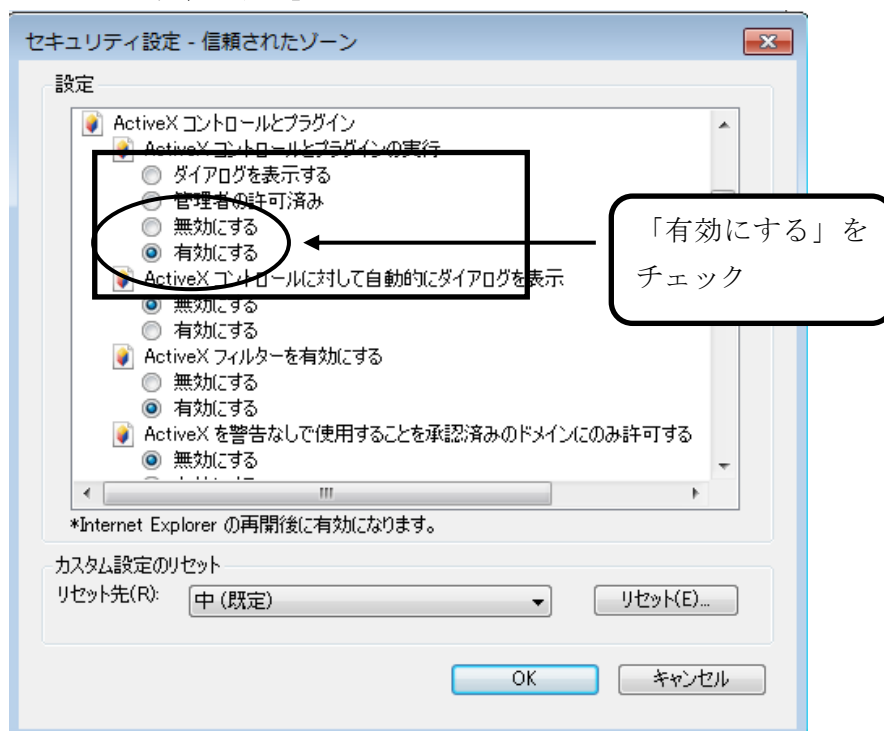 セキュリティ設定 - 信頼されたゾーン
設定
ActiveX コントロールとプラグイン
ActiveX コントロールとプラグインの実行
ダイアログを表示する
管理者の許可済み
無効にする
有効にする
ActiveX コントロールに対して自動的にダイアログを表示
無効にする
有効にする
ActiveX フィルターを有効にする
無効にする
有効にする
ActiveX を警告なしで使用することを承認済みのドメインにのみ許可する
無効にする
*Internet Explorer の再開後に有効になります。
カスタム設定のリセット
リセット先(R):
中 (既定)
リセット(E)...
OK
キャンセル
「有効にする」を
チェック